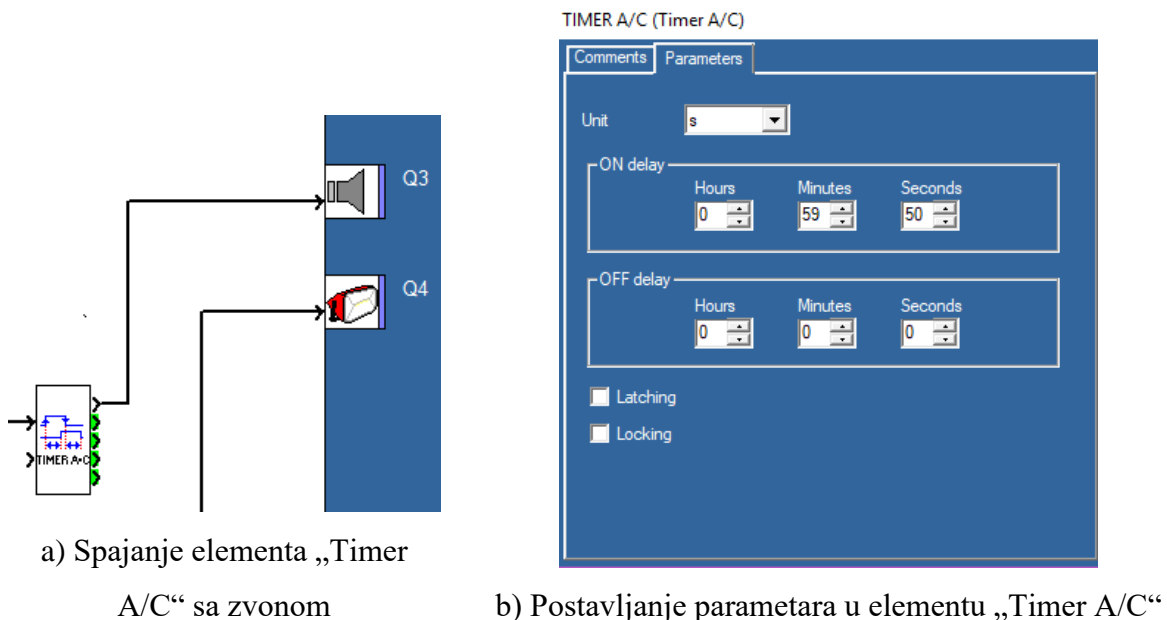 TIMER A/C (Timer A/C)
Comments Parameters
Unit s
ON delay
Hours Minutes Seconds
0 59 50
OFF delay
Hours Minutes Seconds
0 0 0
Latching
Locking
Q3
Q4
TIMER A•C
a) Spajanje elementa „Timer
A/C“ sa zvonom
b) Postavljanje parametara u elementu „Timer A/C“